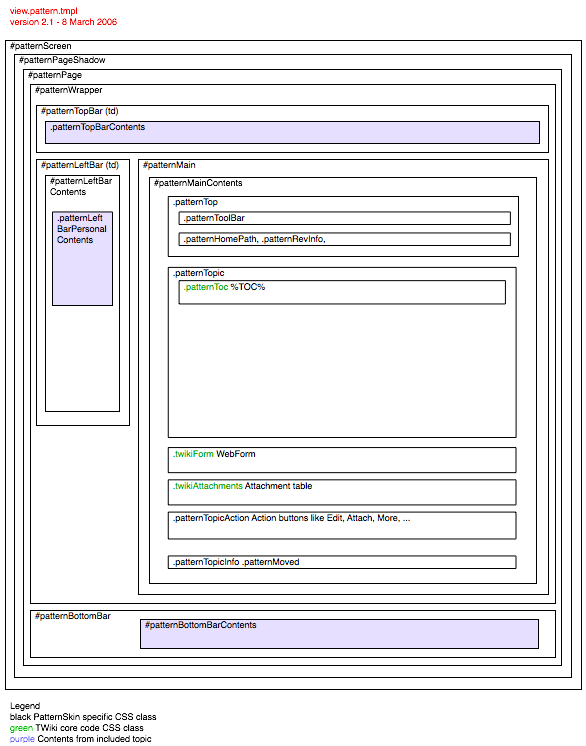 view.pattern.tmpl
version 2.1 - 8 March 2006
#patternScreen
#patternPageShadow
#patternPage
#patternWrapper
#patternTopBar (td)
.patternTopBarContents
#patternLeftBar (td)
#patternLeftBar
Contents
.patternLeft
BarPersonal
Contents
#patternMain
#patternMainContents
.patternTop
.patternToolBar
.patternHomePath, .patternRevInfo,
.patternTopic
.patternToc %TOC%
.twikiForm WebForm
.twikiAttachments Attachment table
.patternTopicAction Action buttons like Edit, Attach, More, ...
.patternTopicInfo .patternMoved
#patternBottomBar
#patternBottomBarContents
Legend
black PatternSkin specific CSS class
green TWiki core code CSS class
purple Contents from included topic